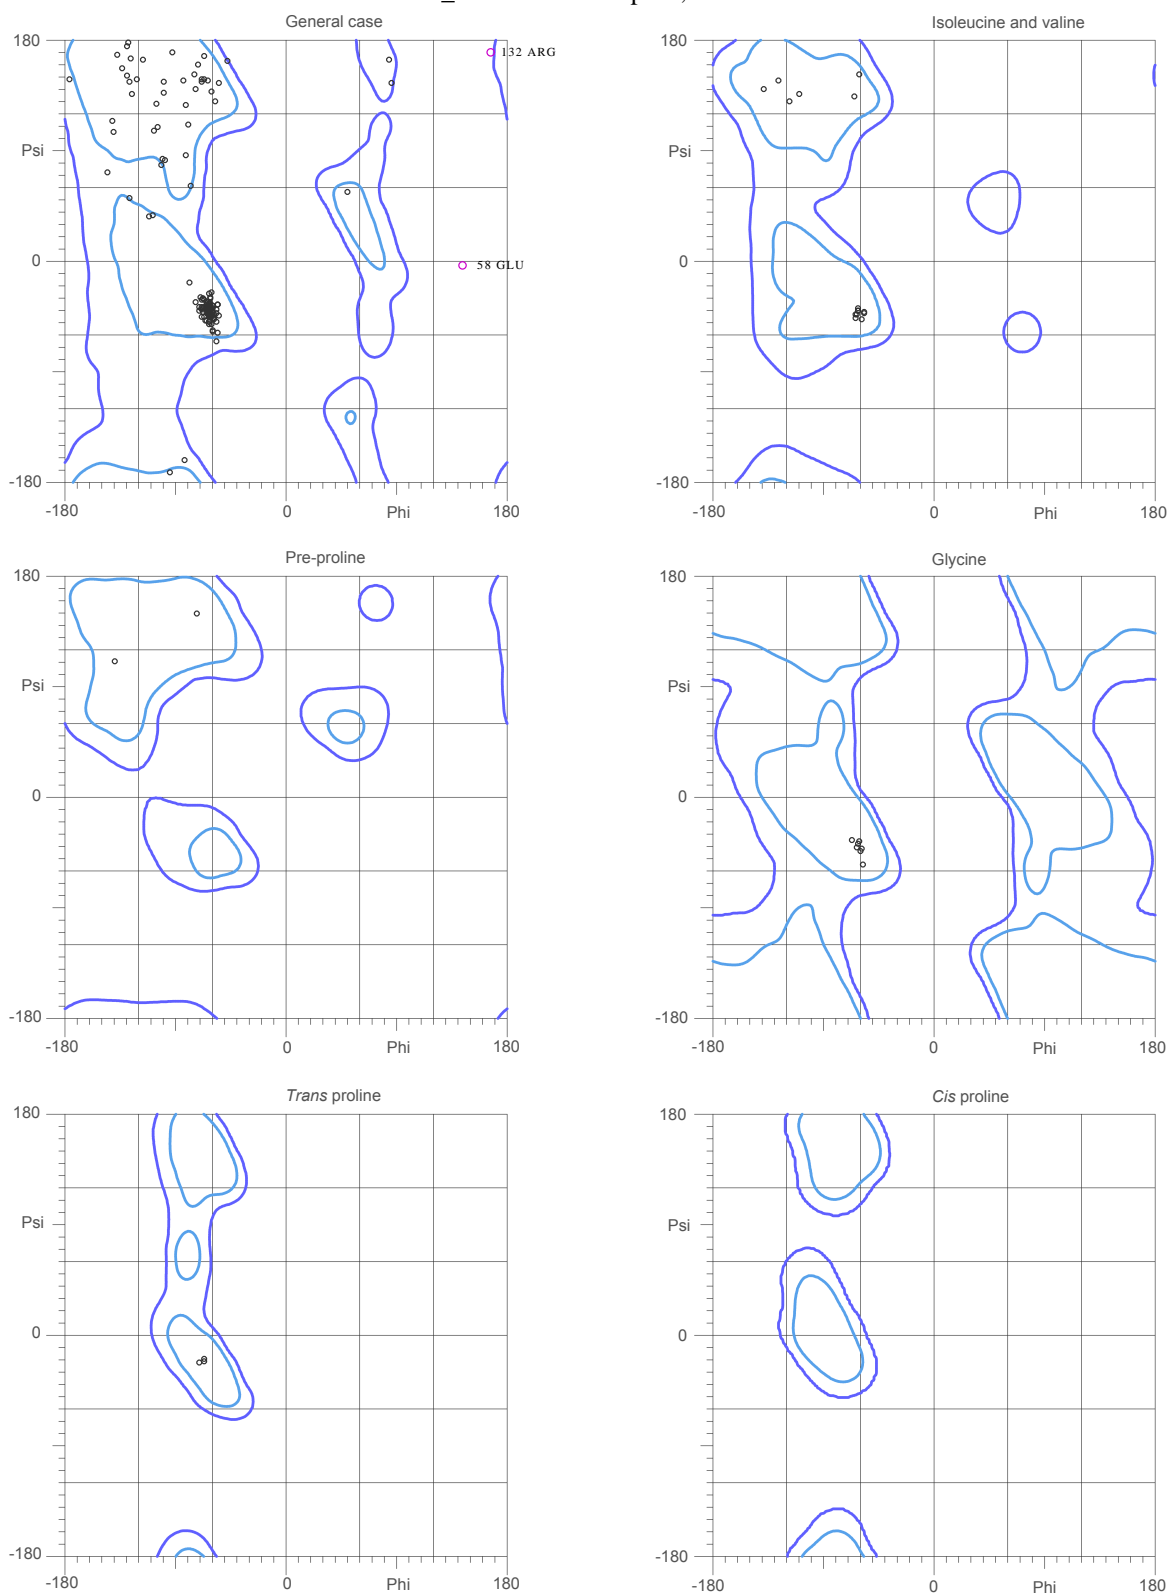 General case
Isoleucine and valine
180
132 ARG
Psi
0
58 GLU
-180
-180
0
Phi
180
180
Psi
0
-180
-180
0
Phi
180
Pre-proline
Glycine
180
Psi
0
-180
-180
0
Phi
180
180
Psi
0
-180
-180
0
Phi
180
Trans proline
Cis proline
180
Psi
0
-180
-180
0
Phi
180
180
Psi
0
-180
-180
0
Phi
180